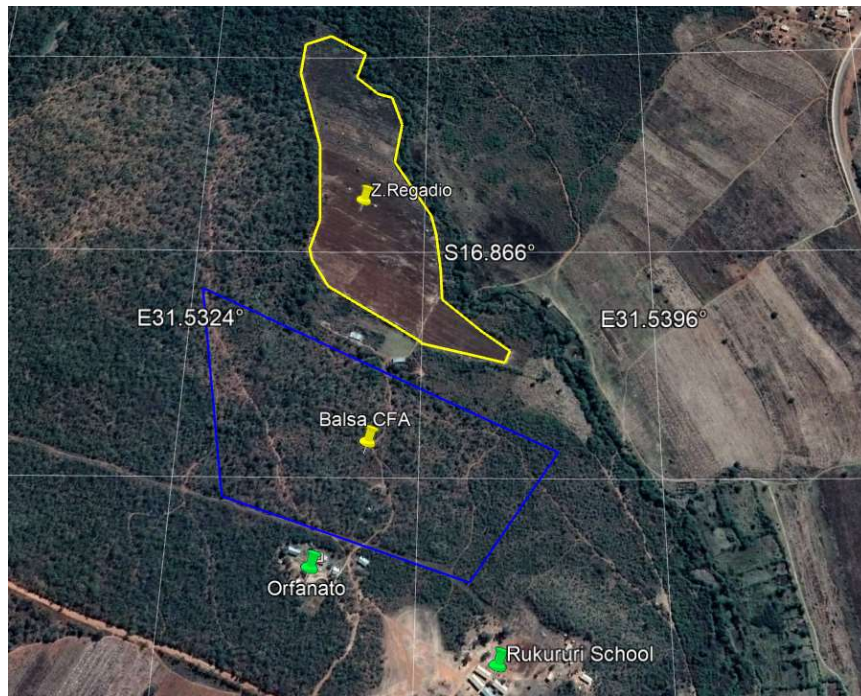 Z.Regadio
S16.866°
E31.5324°
E31.5396°
Balsa CFA
Orfanato
Rukururi School